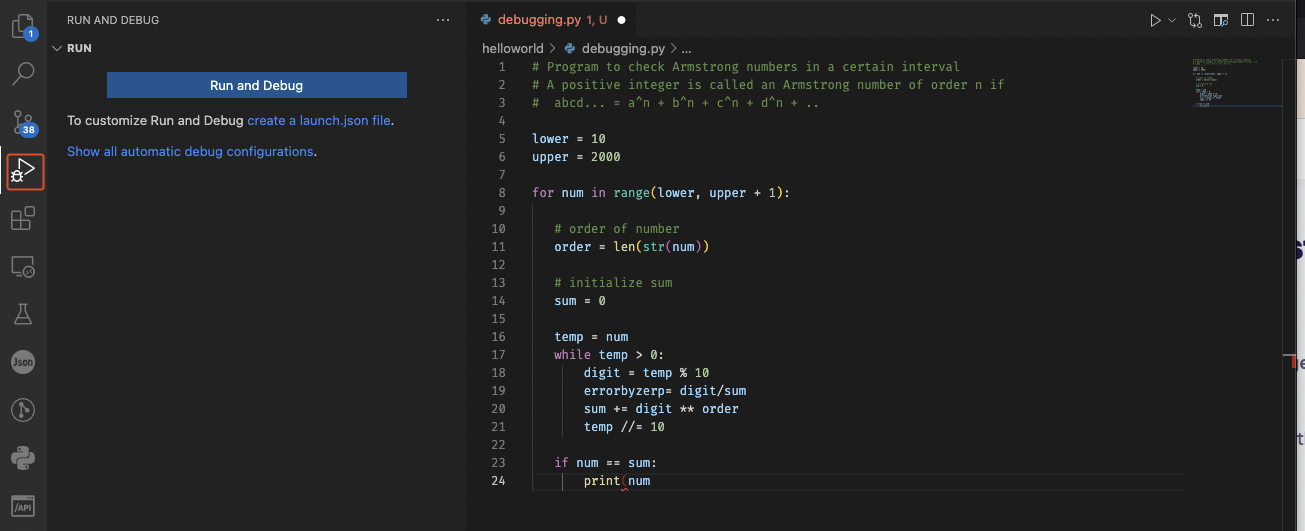 RUN AND DEBUG
RUN
Run and Debug
To customize Run and Debug create a launch.json file.
Show all automatic debug configurations.
1
38
Json
/API
debugging.py 1, U
helloworld > debugging.py > ...
1 # Program to check Armstrong numbers in a certain interval
2 # A positive integer is called an Armstrong number of order n if
3 #  abcd... = a^n + b^n + c^n + d^n + ..
4
5 lower = 10
6 upper = 2000
7
8 for num in range(lower, upper + 1):
9
10    # order of number
11    order = len(str(num))
12
13    # initialize sum
14    sum = 0
15
16    temp = num
17    while temp > 0:
18        digit = temp % 10
19        errorbyzerp= digit/sum
20        sum += digit ** order
21        temp //= 10
22
23    if num == sum:
24        print(num